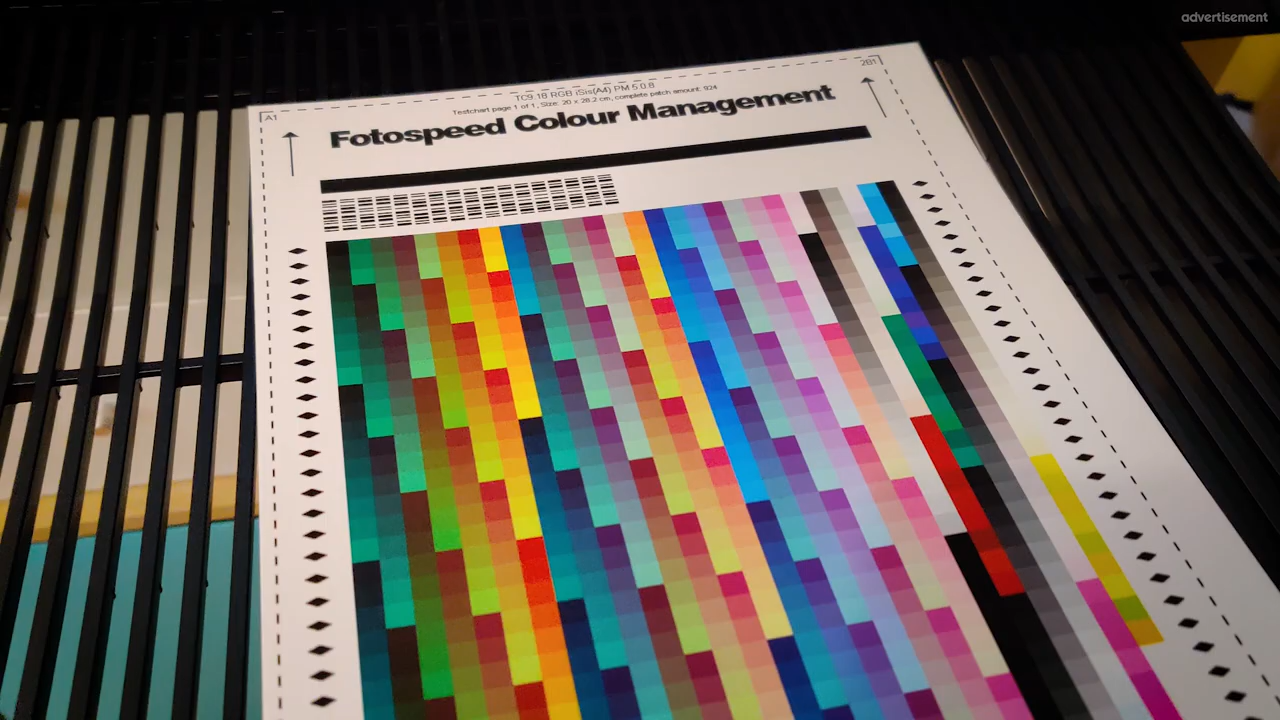 advertisement
A1
2B1
TC9.18 RGB iSis(A4) PM 5.0.8
Testchart page 1 of 1, Size: 20 x 28.2 cm, complete patch amount: 924
Fotospeed Colour Management